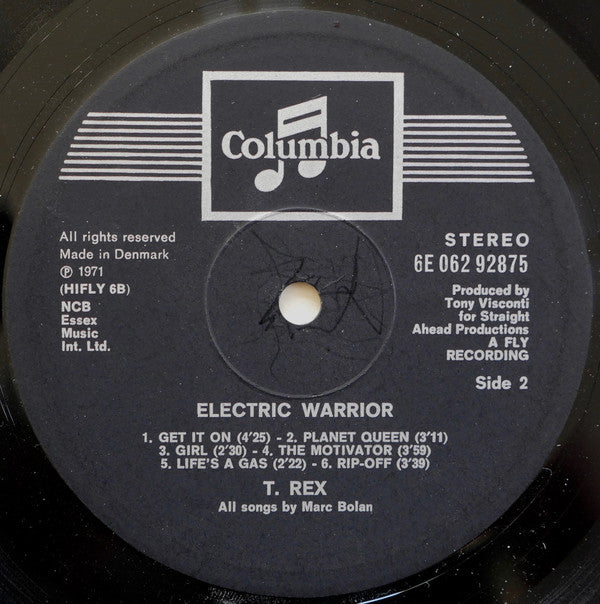 Columbia
All rights reserved
Made in Denmark
℗ 1971
(HIFLY 6B)
NCB
Essex
Music
Int. Ltd.
STEREO
6E 062 92875
Produced by
Tony Visconti
for Straight
Ahead Productions
A FLY
RECORDING
Side 2
ELECTRIC WARRIOR
1. GET IT ON (4'25) - 2. PLANET QUEEN (3'11)
3. GIRL (2'30) - 4. THE MOTIVATOR (3'59)
5. LIFE'S A GAS (2'22) - 6. RIP-OFF (3'39)
T. REX
All songs by Marc Bolan